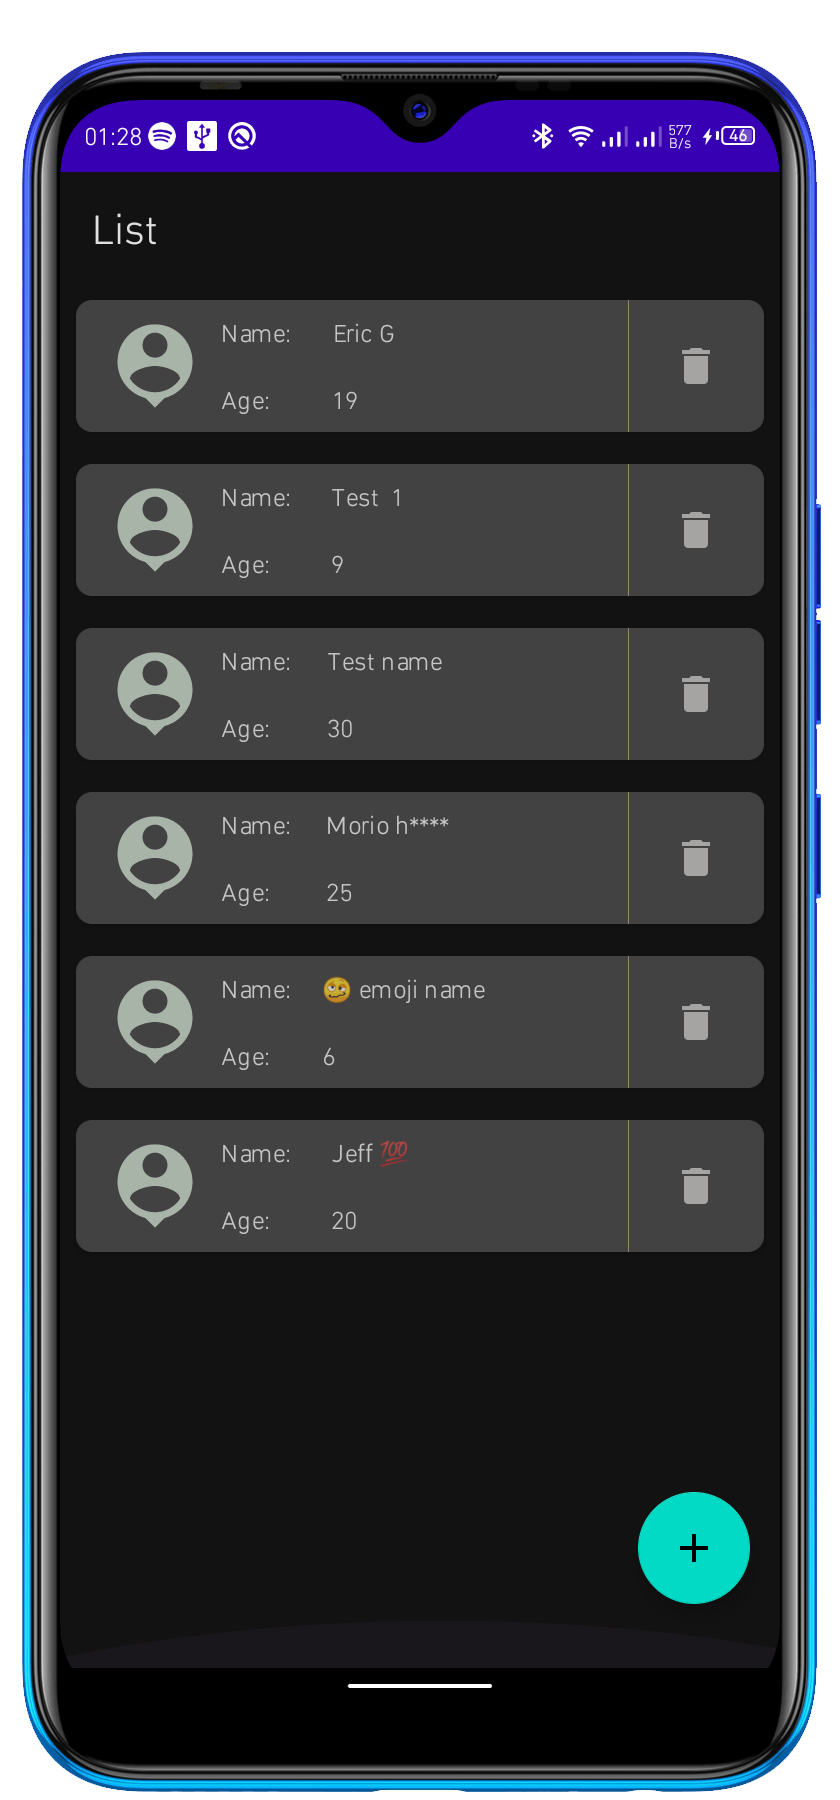 01:28 577 B/s 46
List
Name: Eric G
Age: 19
Name: Test  1
Age: 9
Name: Test name
Age: 30
Name: Morio h****
Age: 25
Name: 🥴 emoji name
Age: 6
Name: Jeff 💯
Age: 20